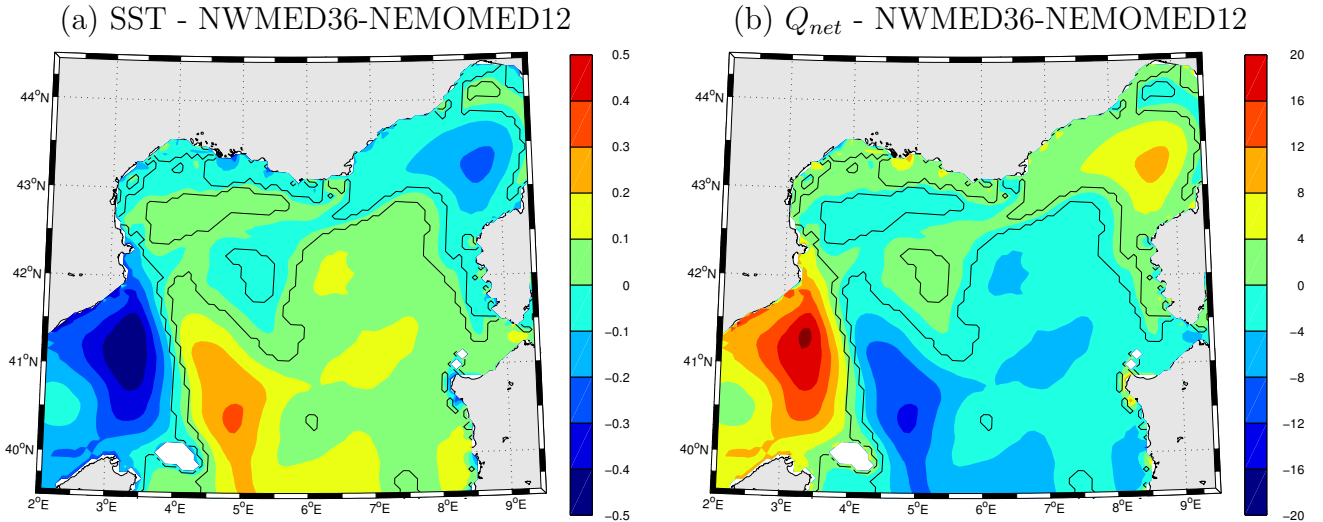 (a) SST - NWMED36-NEMOMED12
(b) Q_net - NWMED36-NEMOMED12
44°N
43°N
42°N
41°N
40°N
2°E 3°E 4°E 5°E 6°E 7°E 8°E 9°E
0.5
0.4
0.3
0.2
0.1
0
−0.1
−0.2
−0.3
−0.4
−0.5
44°N
43°N
42°N
41°N
40°N
2°E 3°E 4°E 5°E 6°E 7°E 8°E 9°E
20
16
12
8
4
0
−4
−8
−12
−16
−20